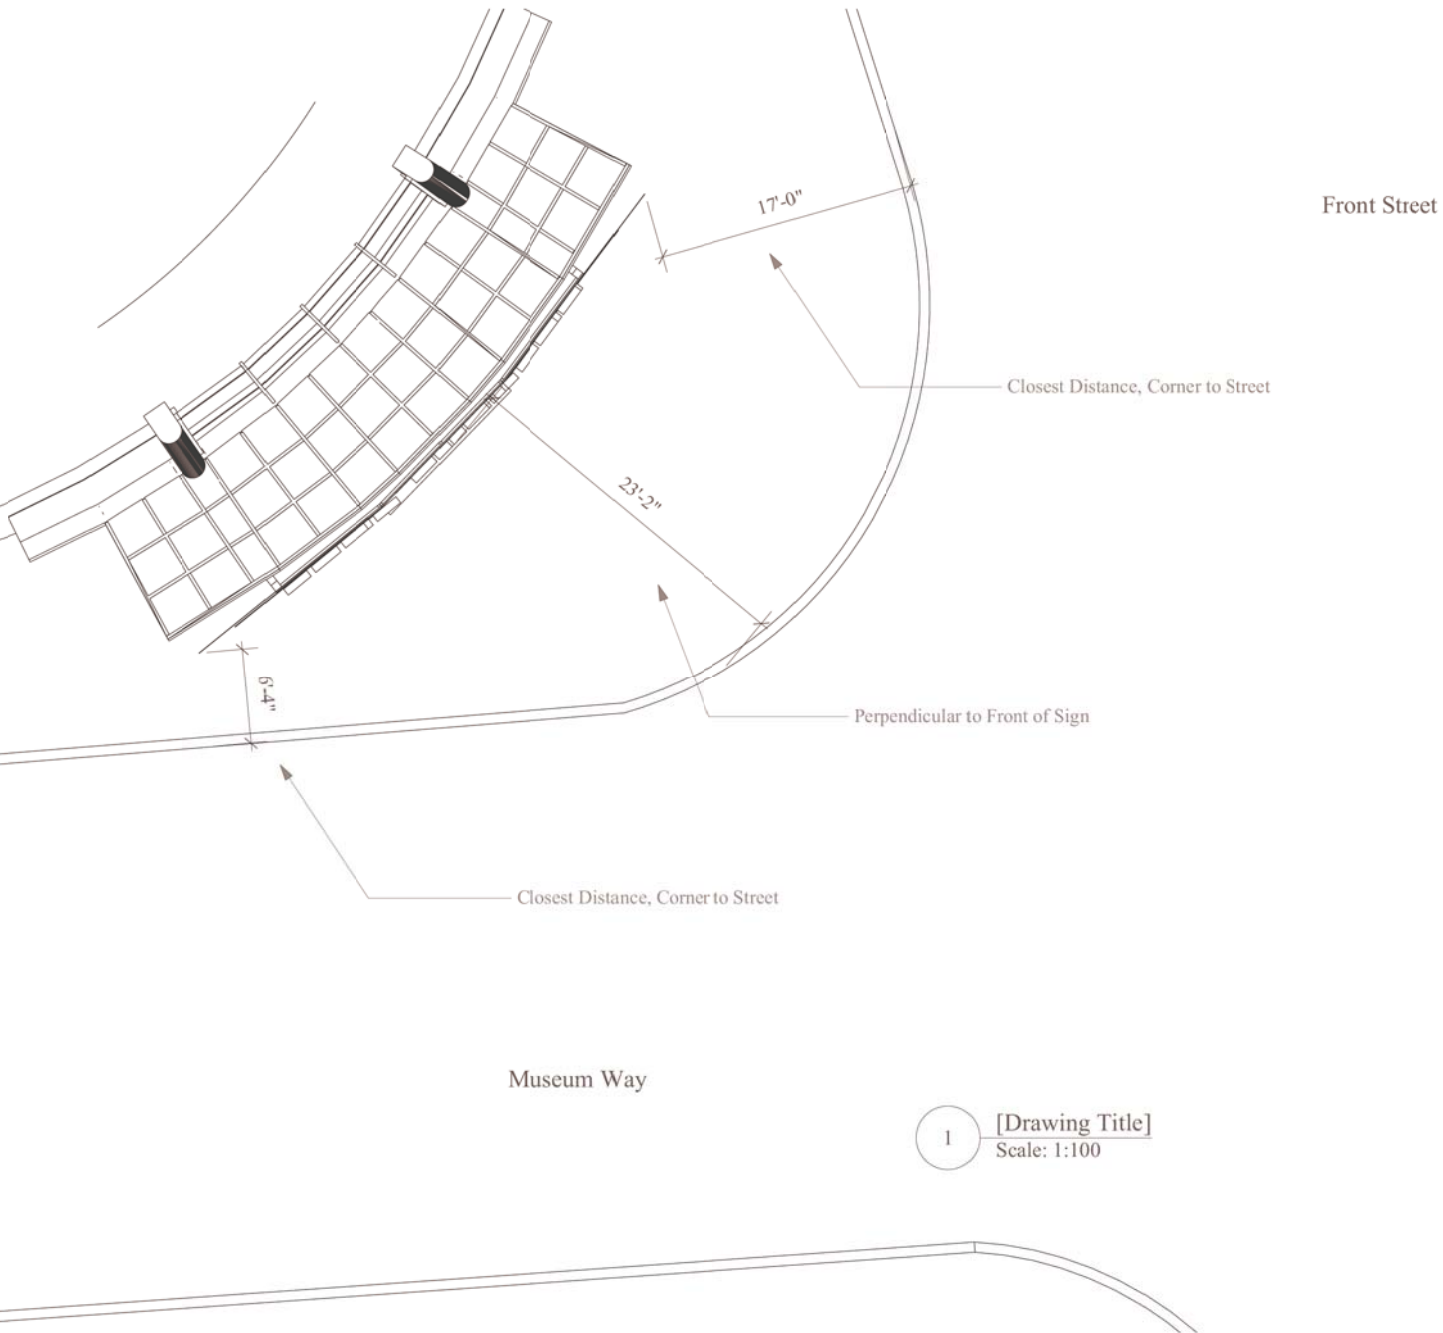 17'-0"
Front Street
Closest Distance, Corner to Street
23'-2"
6'-4"
Perpendicular to Front of Sign
Closest Distance, Corner to Street
Museum Way
1
[Drawing Title]
Scale: 1:100